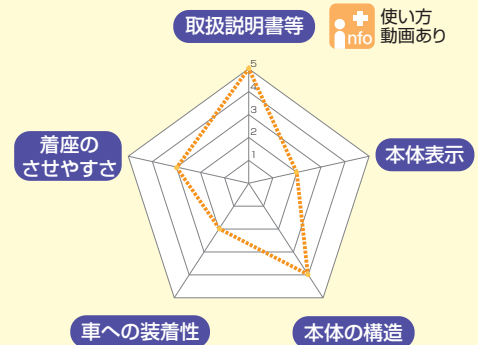 取扱説明書等
nfo
使い方
動画あり
5
4
3
2
1
着座の
させやすさ
本体表示
車への装着性
本体の構造